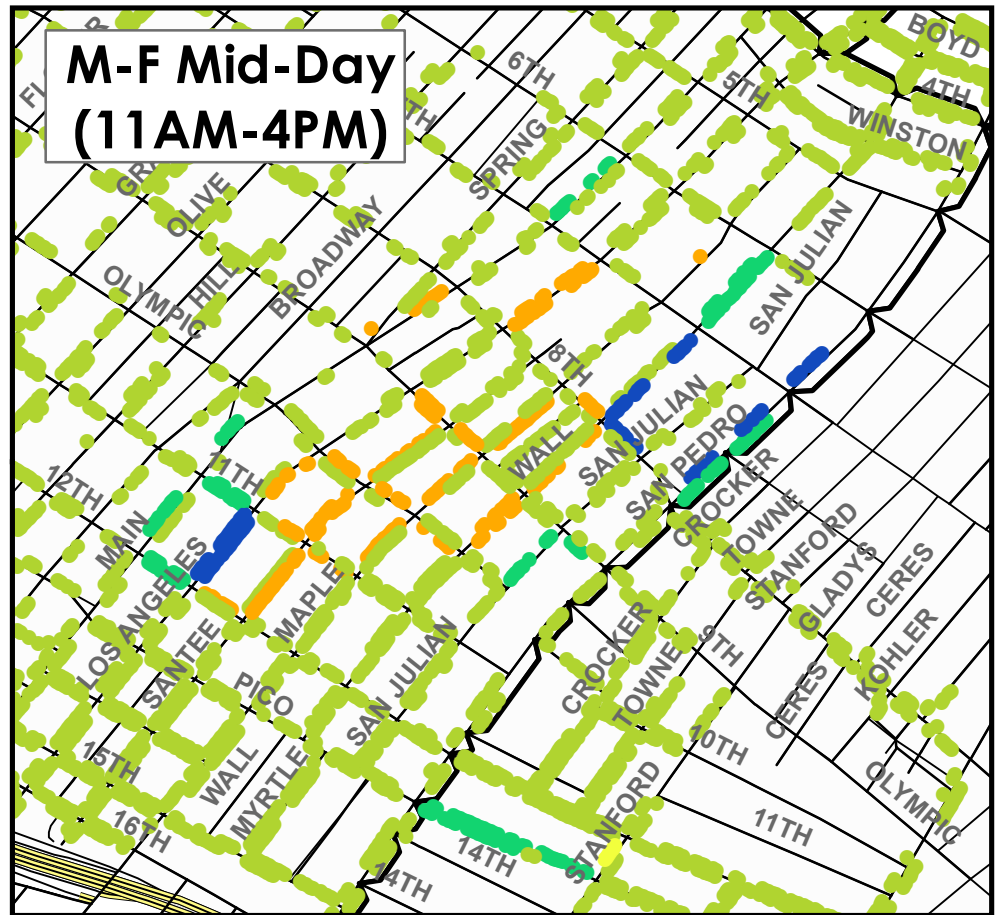 M-F Mid-Day
(11AM-4PM)
BOYD
6TH
5TH
4TH
WINSTON
SPRING
OLIVE
BROADWAY
HILL
OLYMPIC
SAN JULIAN
8TH
WALL
SAN JULIAN
SAN PEDRO
CROCKER
12TH
11TH
MAIN
LOS ANGELES
SANTEE
MAPLE
SAN JULIAN
PICO
15TH
WALL
MYRTLE
16TH
TOWNE
STANFORD
GLADYS
CERES
KOHLER
CROCKER
TOWNE
9TH
CERES
10TH
OLYMPIC
STANFORD
11TH
14TH
14TH